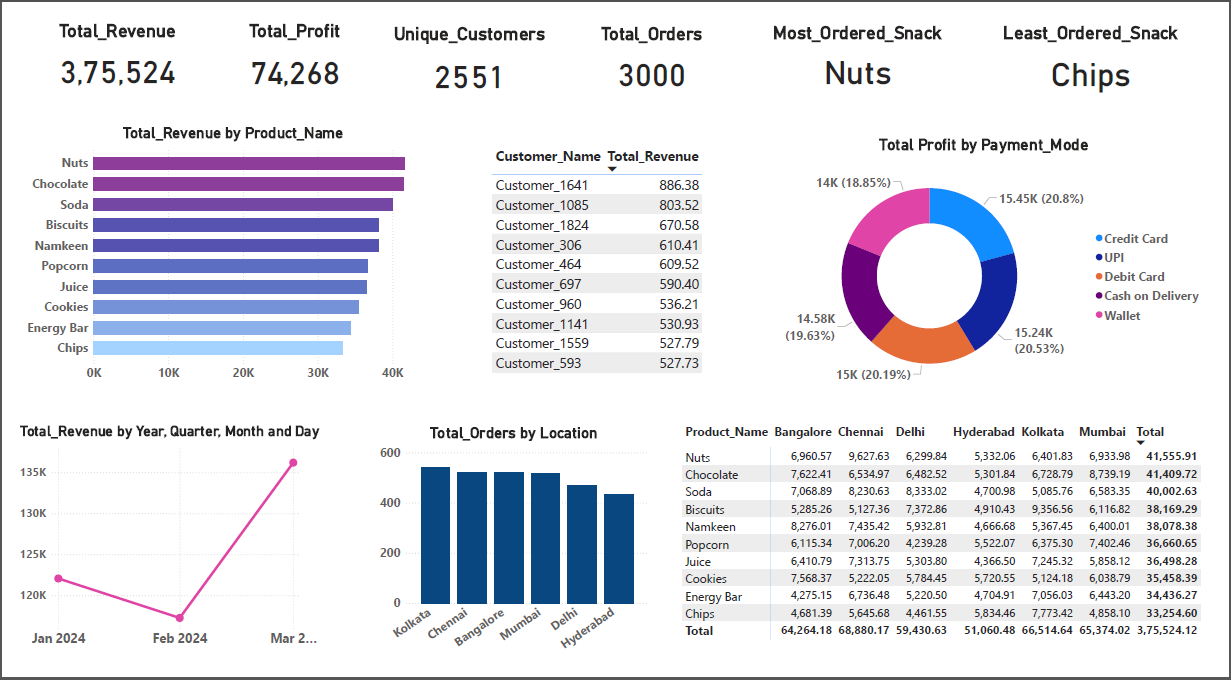 Total_Revenue Total_Profit Unique_Customers Total_Orders Most_Ordered_Snack Least_Ordered_Snack
3,75,524 74,268 2551 3000 Nuts Chips
Total_Revenue by Product_Name
Nuts
Chocolate
Soda
Biscuits
Namkeen
Popcorn
Juice
Cookies
Energy Bar
Chips
0K 10K 20K 30K 40K
Customer_Name Total_Revenue
Customer_1641 886.38
Customer_1085 803.52
Customer_1824 670.58
Customer_306 610.41
Customer_464 609.52
Customer_697 590.40
Customer_960 536.21
Customer_1141 530.93
Customer_1559 527.79
Customer_593 527.73
Total Profit by Payment_Mode
14K (18.85%)
15.45K (20.8%)
14.58K
(19.63%)
15.24K
(20.53%)
15K (20.19%)
Credit Card
UPI
Debit Card
Cash on Delivery
Wallet
Total_Revenue by Year, Quarter, Month and Day
135K
130K
125K
120K
Jan 2024 Feb 2024 Mar 2...
Total_Orders by Location
600
400
200
0
Kolkata Chennai Bangalore Mumbai Delhi Hyderabad
Product_Name Bangalore Chennai Delhi Hyderabad Kolkata Mumbai Total
Nuts 6,960.57 9,627.63 6,299.84 5,332.06 6,401.83 6,933.98 41,555.91
Chocolate 7,622.41 6,534.97 6,482.52 5,301.84 6,728.79 8,739.19 41,409.72
Soda 7,068.89 8,230.63 8,333.02 4,700.98 5,085.76 6,583.35 40,002.63
Biscuits 5,285.26 5,127.36 7,372.86 4,910.43 9,356.56 6,116.82 38,169.29
Namkeen 8,276.01 7,435.42 5,932.81 4,666.68 5,367.45 6,400.01 38,078.38
Popcorn 6,115.34 7,006.20 4,239.28 5,522.07 6,375.30 7,402.46 36,660.65
Juice 6,410.79 7,313.75 5,303.80 4,366.50 7,245.32 5,858.12 36,498.28
Cookies 7,568.37 5,222.05 5,784.45 5,720.55 5,124.18 6,038.79 35,458.39
Energy Bar 4,275.15 6,736.48 5,220.50 4,704.91 7,056.03 6,443.20 34,436.27
Chips 4,681.39 5,645.68 4,461.55 5,834.46 7,773.42 4,858.10 33,254.60
Total 64,264.18 68,880.17 59,430.63 51,060.48 66,514.64 65,374.02 3,75,524.12